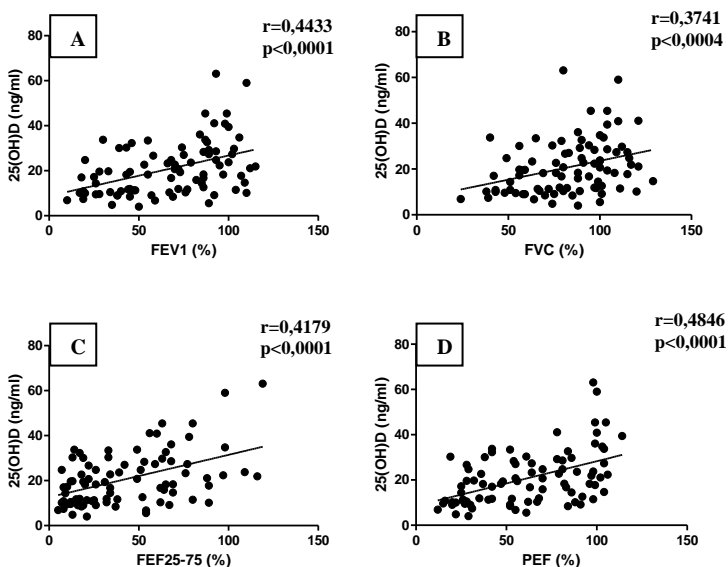 A
r=0,4433
p<0,0001
25(OH)D (ng/ml)
80
60
40
20
0
0
50
100
150
FEV1 (%)
B
r=0,3741
p<0,0004
25(OH)D (ng/ml)
80
60
40
20
0
0
50
100
150
FVC (%)
C
r=0,4179
p<0,0001
25(OH)D (ng/ml)
80
60
40
20
0
0
50
100
150
FEF25-75 (%)
D
r=0,4846
p<0,0001
25(OH)D (ng/ml)
80
60
40
20
0
0
50
100
150
PEF (%)